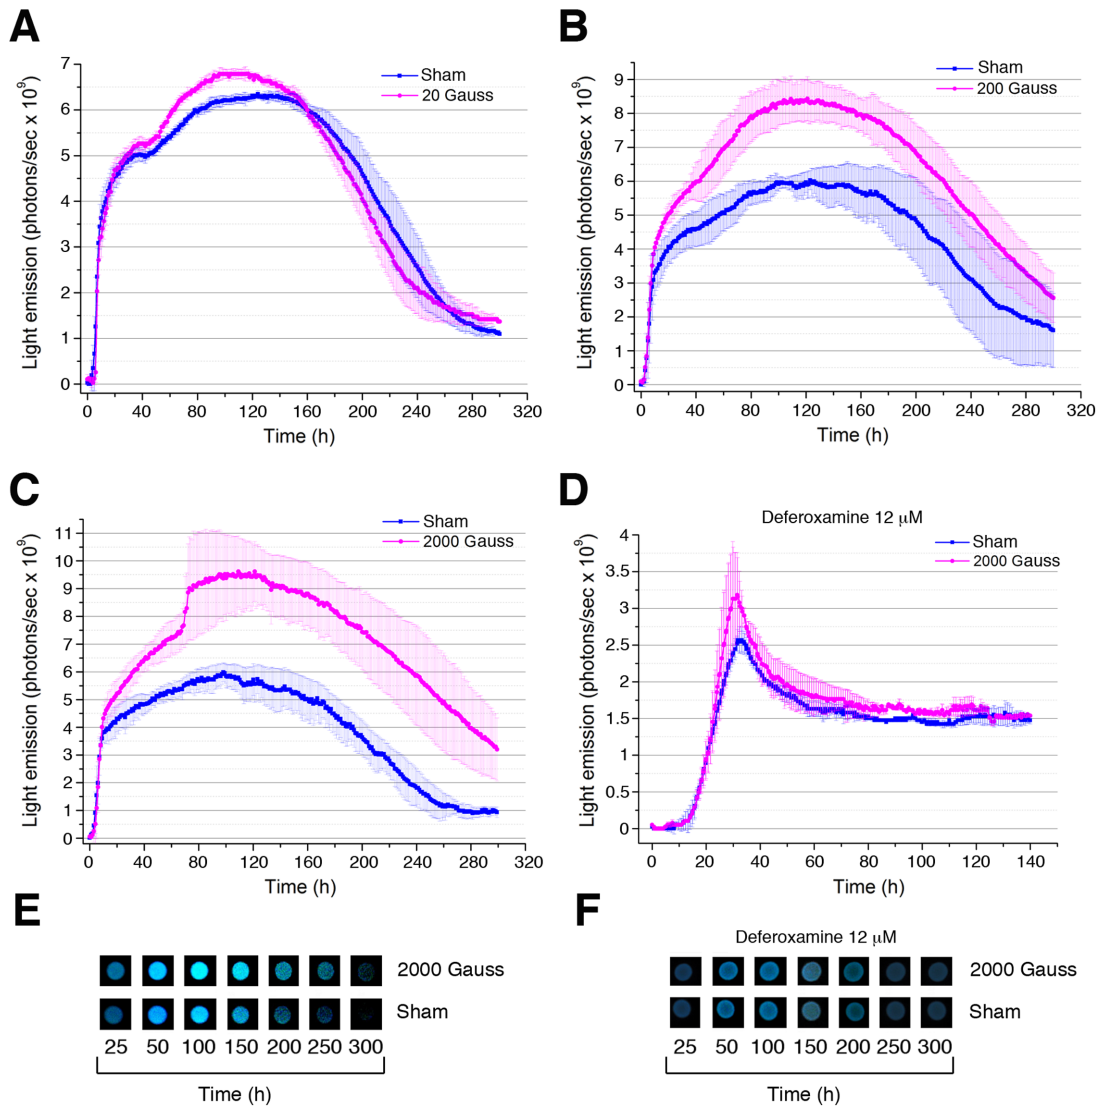 A
Light emission (photons/sec x 10⁹)
7
6
5
4
3
2
1
0
Sham
20 Gauss
0 40 80 120 160 200 240 280 320
Time (h)
B
Light emission (photons/sec x 10⁹)
9
8
7
6
5
4
3
2
1
0
Sham
200 Gauss
0 40 80 120 160 200 240 280 320
Time (h)
C
Light emission (photons/sec x 10⁹)
11
10
9
8
7
6
5
4
3
2
1
0
Sham
2000 Gauss
0 40 80 120 160 200 240 280 320
Time (h)
D
Deferoxamine 12 μM
Light emission (photons/sec x 10⁹)
4
3.5
3
2.5
2
1.5
1
0.5
0
Sham
2000 Gauss
0 20 40 60 80 100 120 140
Time (h)
E
2000 Gauss
Sham
25 50 100 150 200 250 300
Time (h)
F
Deferoxamine 12 μM
2000 Gauss
Sham
25 50 100 150 200 250 300
Time (h)